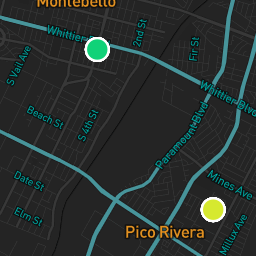 Montebello
Whittier
2nd St
Fir St
S Vail Ave
Whittier Blvd
Beach St
S 4th St
Paramount Blvd
Mines Ave
Date St
Elm St
Pico Rivera
Millux Ave